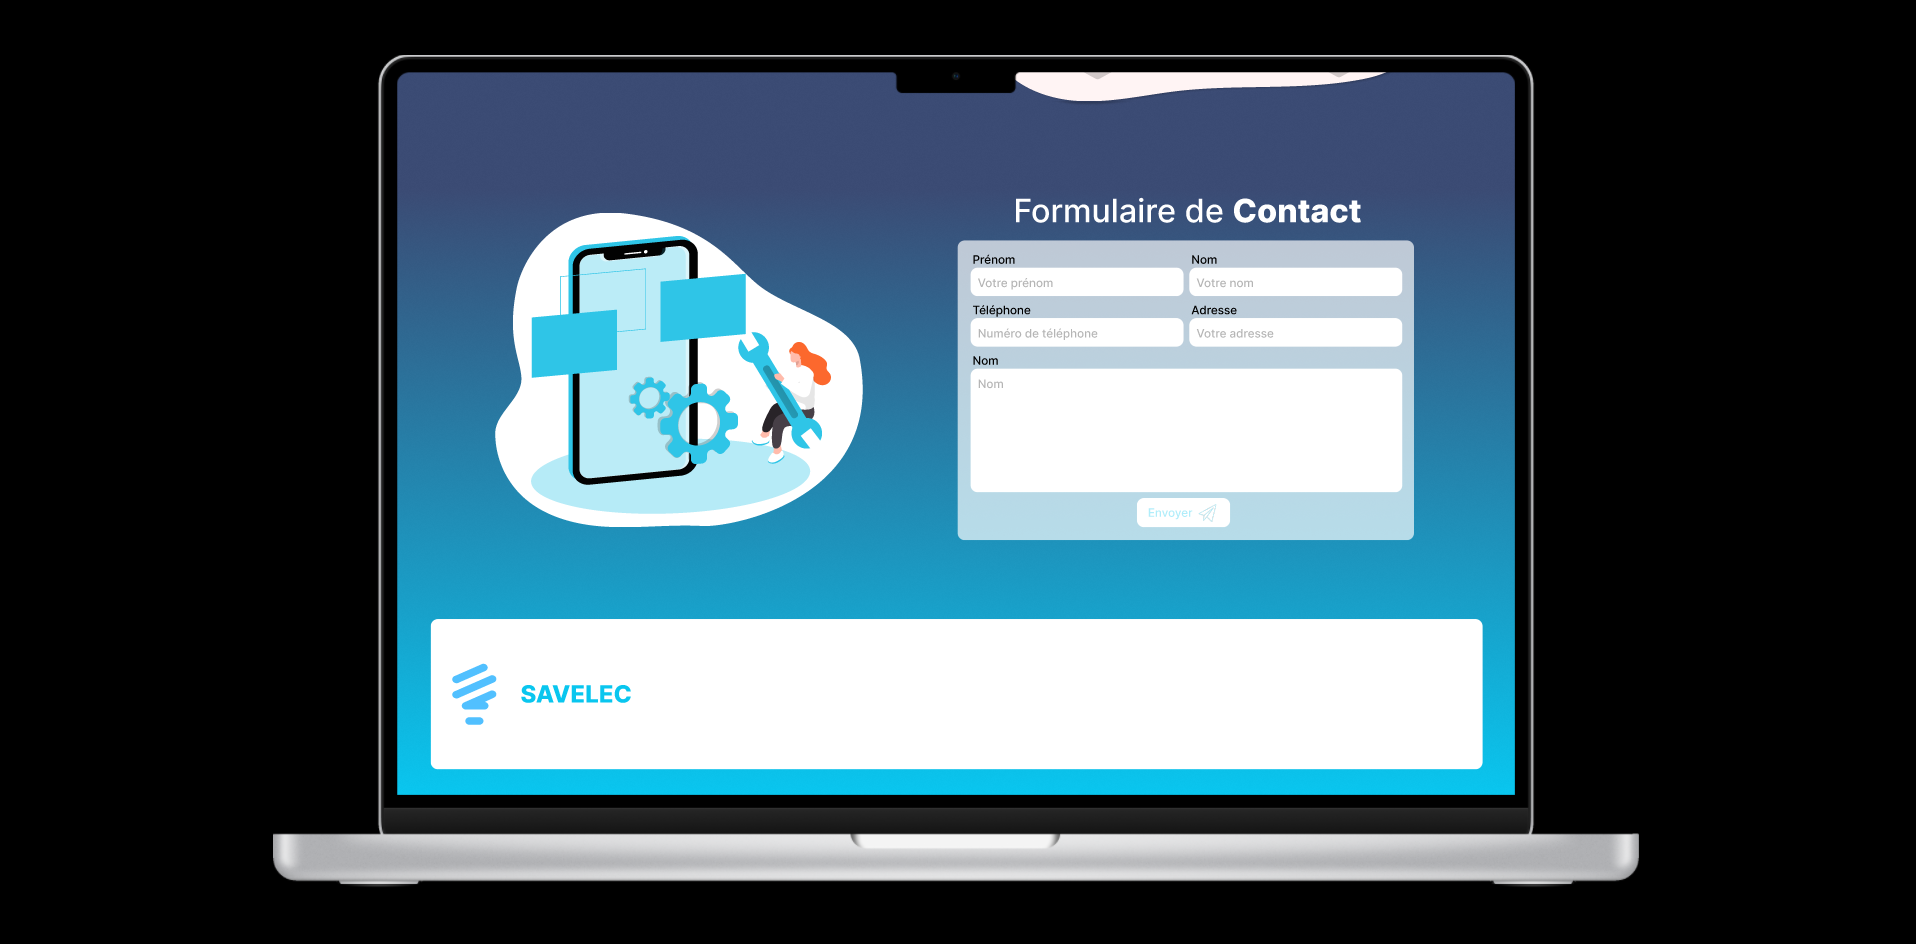 Formulaire de Contact
Prénom
Nom
Votre prénom
Votre nom
Téléphone
Adresse
Numéro de téléphone
Votre adresse
Nom
Nom
Envoyer
SAVELEC